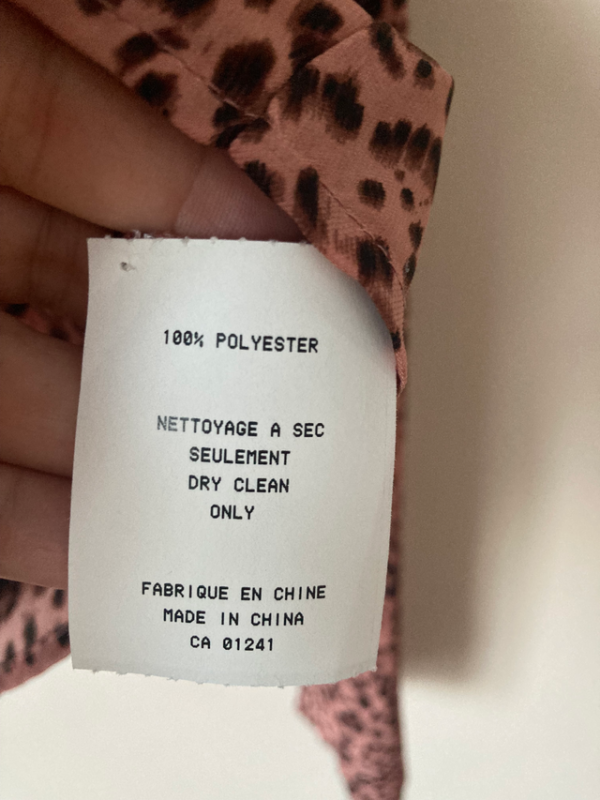 100% POLYESTER
NETTOYAGE A SEC
SEULEMENT
DRY CLEAN
ONLY
FABRIQUE EN CHINE
MADE IN CHINA
CA 01241